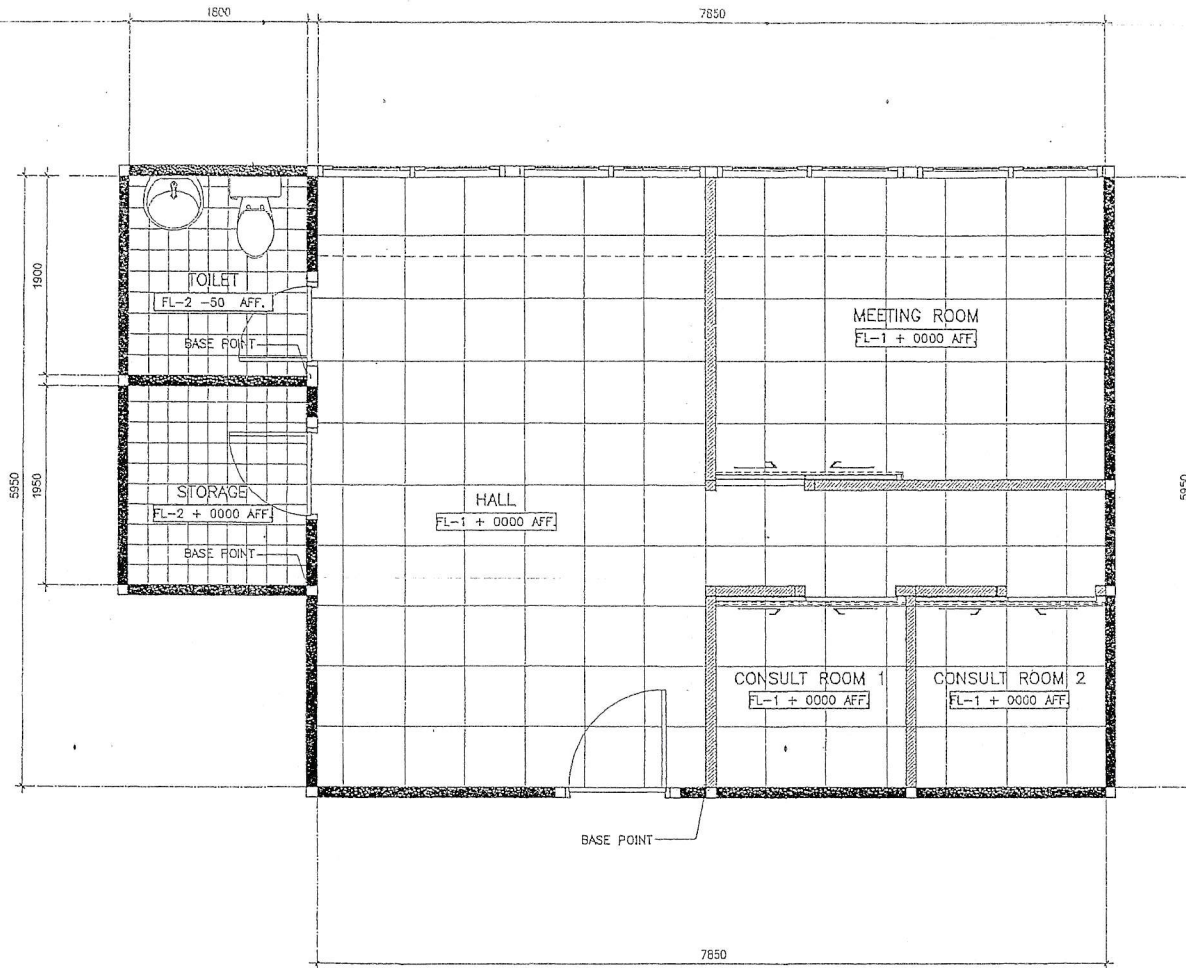 1800
7850
TOILET
FL-2 -50 AFF.
BASE POINT
1900
MEETING ROOM
FL-1 + 0000 AFF.
5950
1950
STORAGE
FL-2 + 0000 AFF.
HALL
FL-1 + 0000 AFF.
5950
BASE POINT
CONSULT ROOM 1
FL-1 + 0000 AFF.
CONSULT ROOM 2
FL-1 + 0000 AFF.
BASE POINT
7850